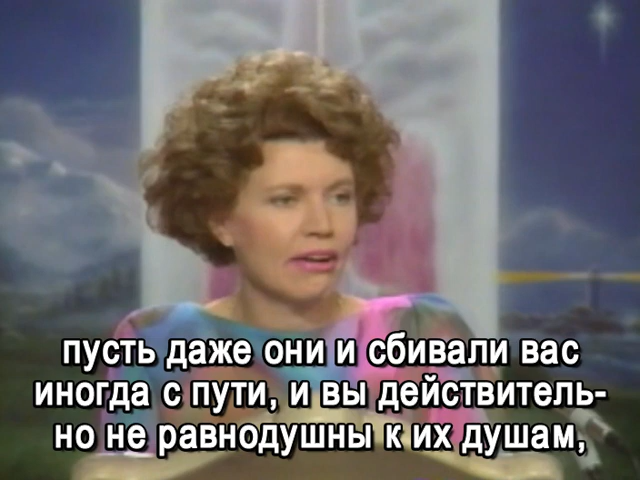 пусть даже они и сбивали вас
иногда с пути, и вы действитель-
но не равнодушны к их душам,